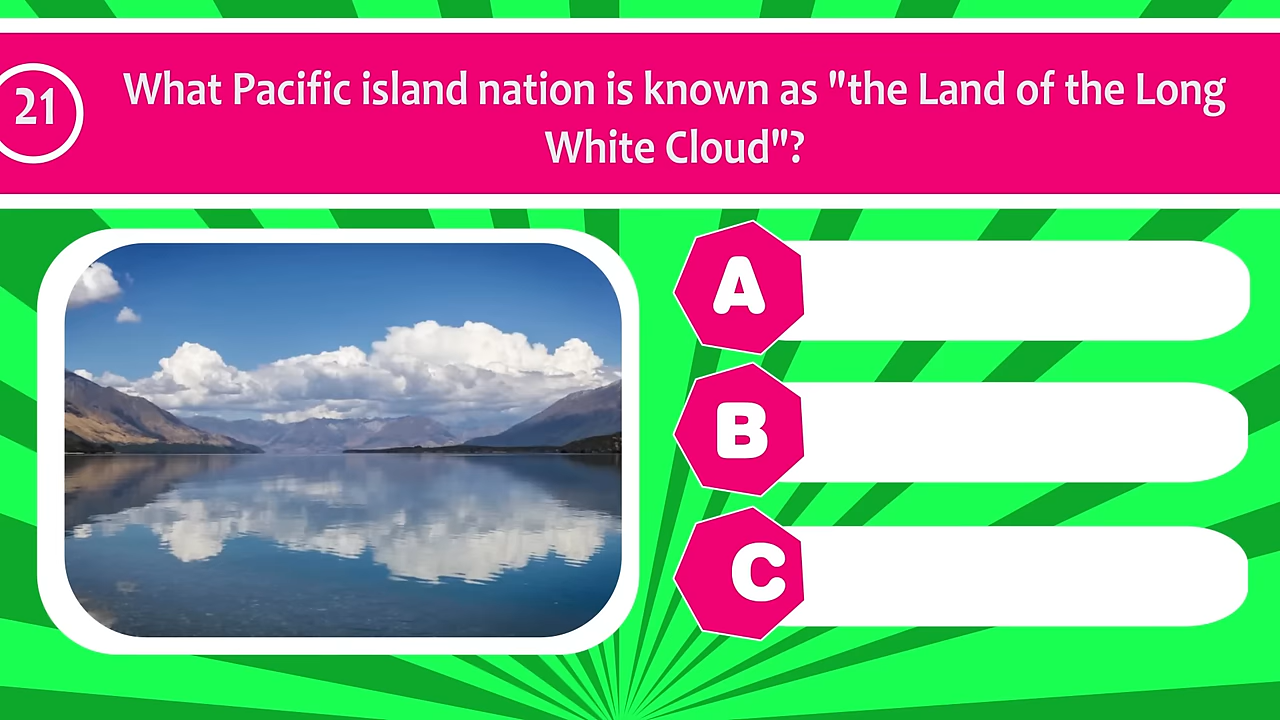 21
What Pacific island nation is known as "the Land of the Long
White Cloud"?
A
B
C